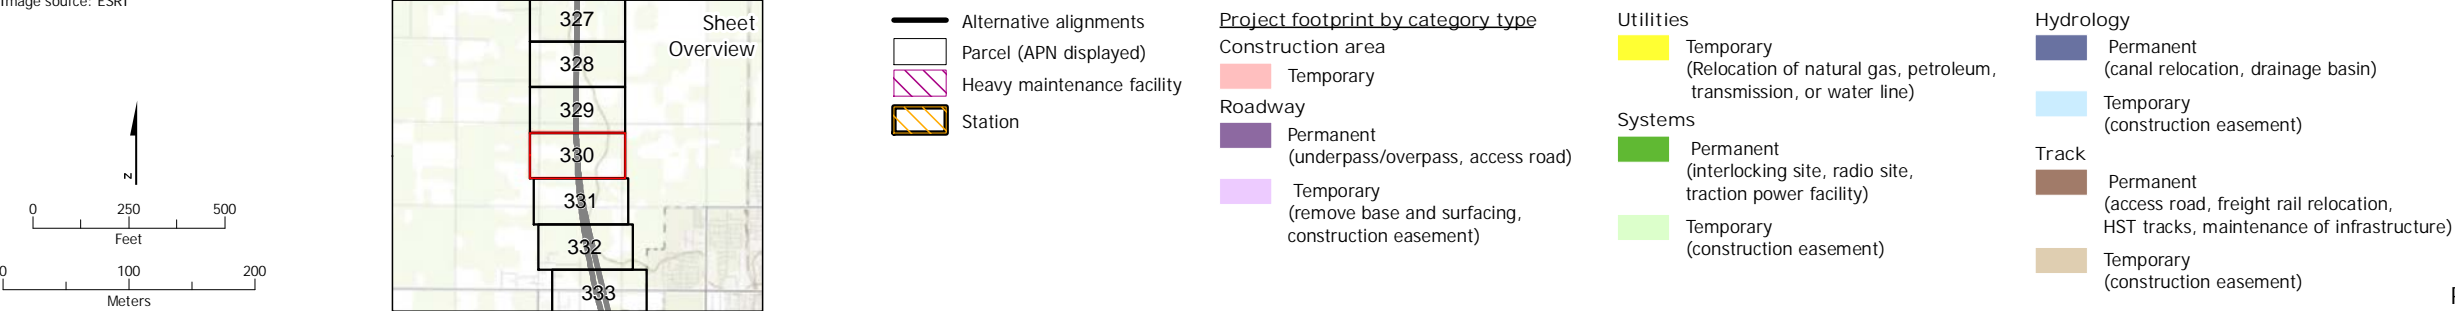 Image source: ESRI
N
0 250 500
Feet
0 100 200
Meters
Sheet
Overview
327
328
329
330
331
332
333
Alternative alignments
Parcel (APN displayed)
Heavy maintenance facility
Station
Project footprint by category type
Construction area
Temporary
Roadway
Permanent
(underpass/overpass, access road)
Temporary
(remove base and surfacing,
construction easement)
Utilities
Temporary
(Relocation of natural gas, petroleum,
transmission, or water line)
Systems
Permanent
(interlocking site, radio site,
traction power facility)
Temporary
(construction easement)
Hydrology
Permanent
(canal relocation, drainage basin)
Temporary
(construction easement)
Track
Permanent
(access road, freight rail relocation,
HST tracks, maintenance of infrastructure)
Temporary
(construction easement)